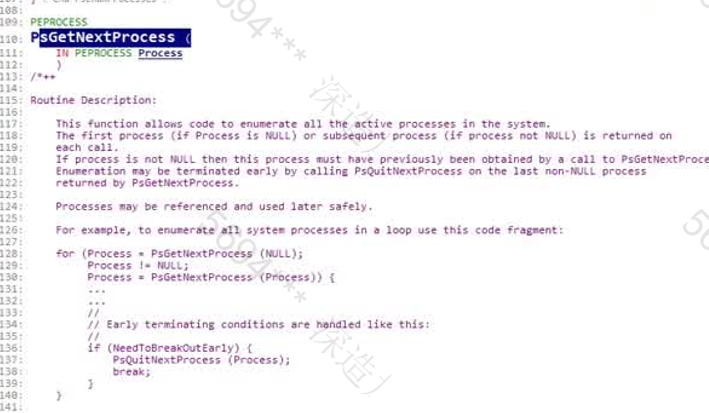 108:
109: PEPROCESS
110: PsGetNextProcess (
111: IN PEPROCESS Process
112: )
113: /*++
114:
115: Routine Description:
116:
117: This function allows code to enumerate all the active processes in the system.
118: The first process (if Process is NULL) or subsequent process (if process not NULL) is returned on
119: each call.
120: If process is not NULL then this process must have previously been obtained by a call to PsGetNextProce
121: Enumeration may be terminated early by calling PsQuitNextProcess on the last non-NULL process
122: returned by PsGetNextProcess.
123:
124: Processes may be referenced and used later safely.
125:
126: For example, to enumerate all system processes in a loop use this code fragment:
127:
128: for (Process = PsGetNextProcess (NULL);
129: Process != NULL;
130: Process = PsGetNextProcess (Process)) {
131: ...
132: ...
133: //
134: // Early terminating conditions are handled like this:
135: //
136: if (NeedToBreakOutEarly) {
137: PsQuitNextProcess (Process);
138: break;
139: }
140: }
141:
5694*** 深造)
5694*** 深造)